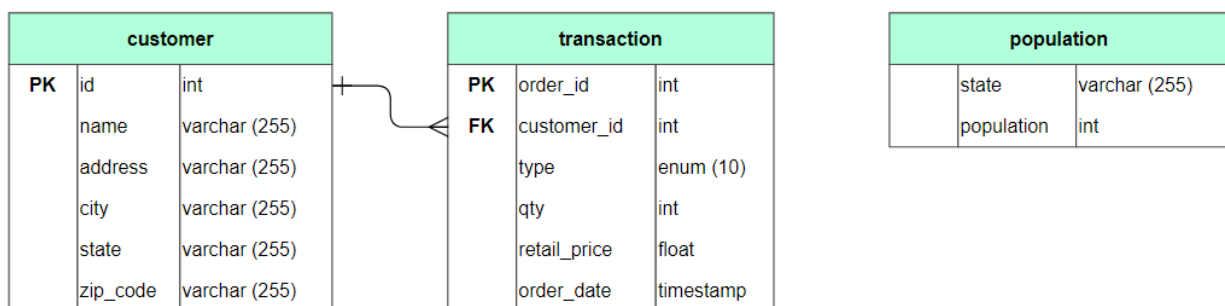 customer
PK id int
name varchar (255)
address varchar (255)
city varchar (255)
state varchar (255)
zip_code varchar (255)
transaction
PK order_id int
FK customer_id int
type enum (10)
qty int
retail_price float
order_date timestamp
population
state varchar (255)
population int